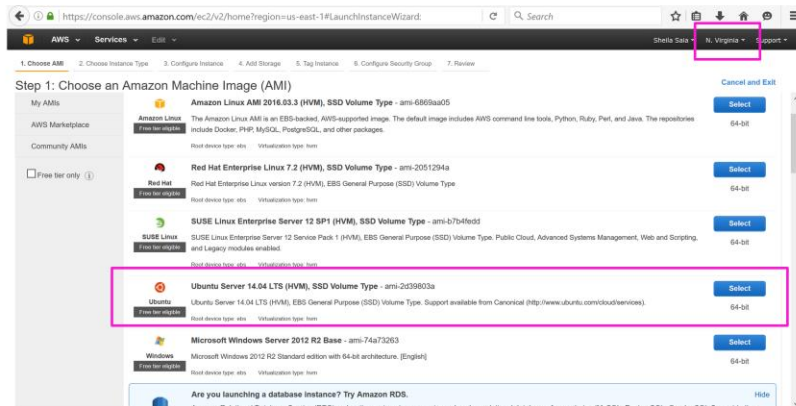 https://console.aws.amazon.com/ec2/v2/home?region=us-east-1#LaunchInstanceWizard:
Search
AWS
Services
Edit
Sheila Saia
N. Virginia
Support
1. Choose AMI
2. Choose Instance Type
3. Configure Instance
4. Add Storage
5. Tag Instance
6. Configure Security Group
7. Review
Step 1: Choose an Amazon Machine Image (AMI)
Cancel and Exit
My AMIs
AWS Marketplace
Community AMIs
Free tier only
Amazon Linux
Free tier eligible
Amazon Linux AMI 2016.03.3 (HVM), SSD Volume Type - ami-6869aa05
The Amazon Linux AMI is an EBS-backed, AWS-supported image. The default image includes AWS command line tools, Python, Ruby, Perl, and Java. The repositories
include Docker, PHP, MySQL, PostgreSQL, and other packages.
Root device type: ebs Virtualization type: hvm
Select
64-bit
Red Hat
Free tier eligible
Red Hat Enterprise Linux 7.2 (HVM), SSD Volume Type - ami-2051294a
Red Hat Enterprise Linux version 7.2 (HVM), EBS General Purpose (SSD) Volume Type
Root device type: ebs Virtualization type: hvm
Select
64-bit
SUSE Linux
Free tier eligible
SUSE Linux Enterprise Server 12 SP1 (HVM), SSD Volume Type - ami-b7b4fedd
SUSE Linux Enterprise Server 12 Service Pack 1 (HVM), EBS General Purpose (SSD) Volume Type. Public Cloud, Advanced Systems Management, Web and Scripting,
and Legacy modules enabled.
Root device type: ebs Virtualization type: hvm
Select
64-bit
Ubuntu
Free tier eligible
Ubuntu Server 14.04 LTS (HVM), SSD Volume Type - ami-2d39803a
Ubuntu Server 14.04 LTS (HVM), EBS General Purpose (SSD) Volume Type. Support available from Canonical (http://www.ubuntu.com/cloud/services).
Root device type: ebs Virtualization type: hvm
Select
64-bit
Windows
Free tier eligible
Microsoft Windows Server 2012 R2 Base - ami-74a73263
Microsoft Windows 2012 R2 Standard edition with 64-bit architecture. [English]
Root device type: ebs Virtualization type: hvm
Select
64-bit
Are you launching a database instance? Try Amazon RDS.
Hide